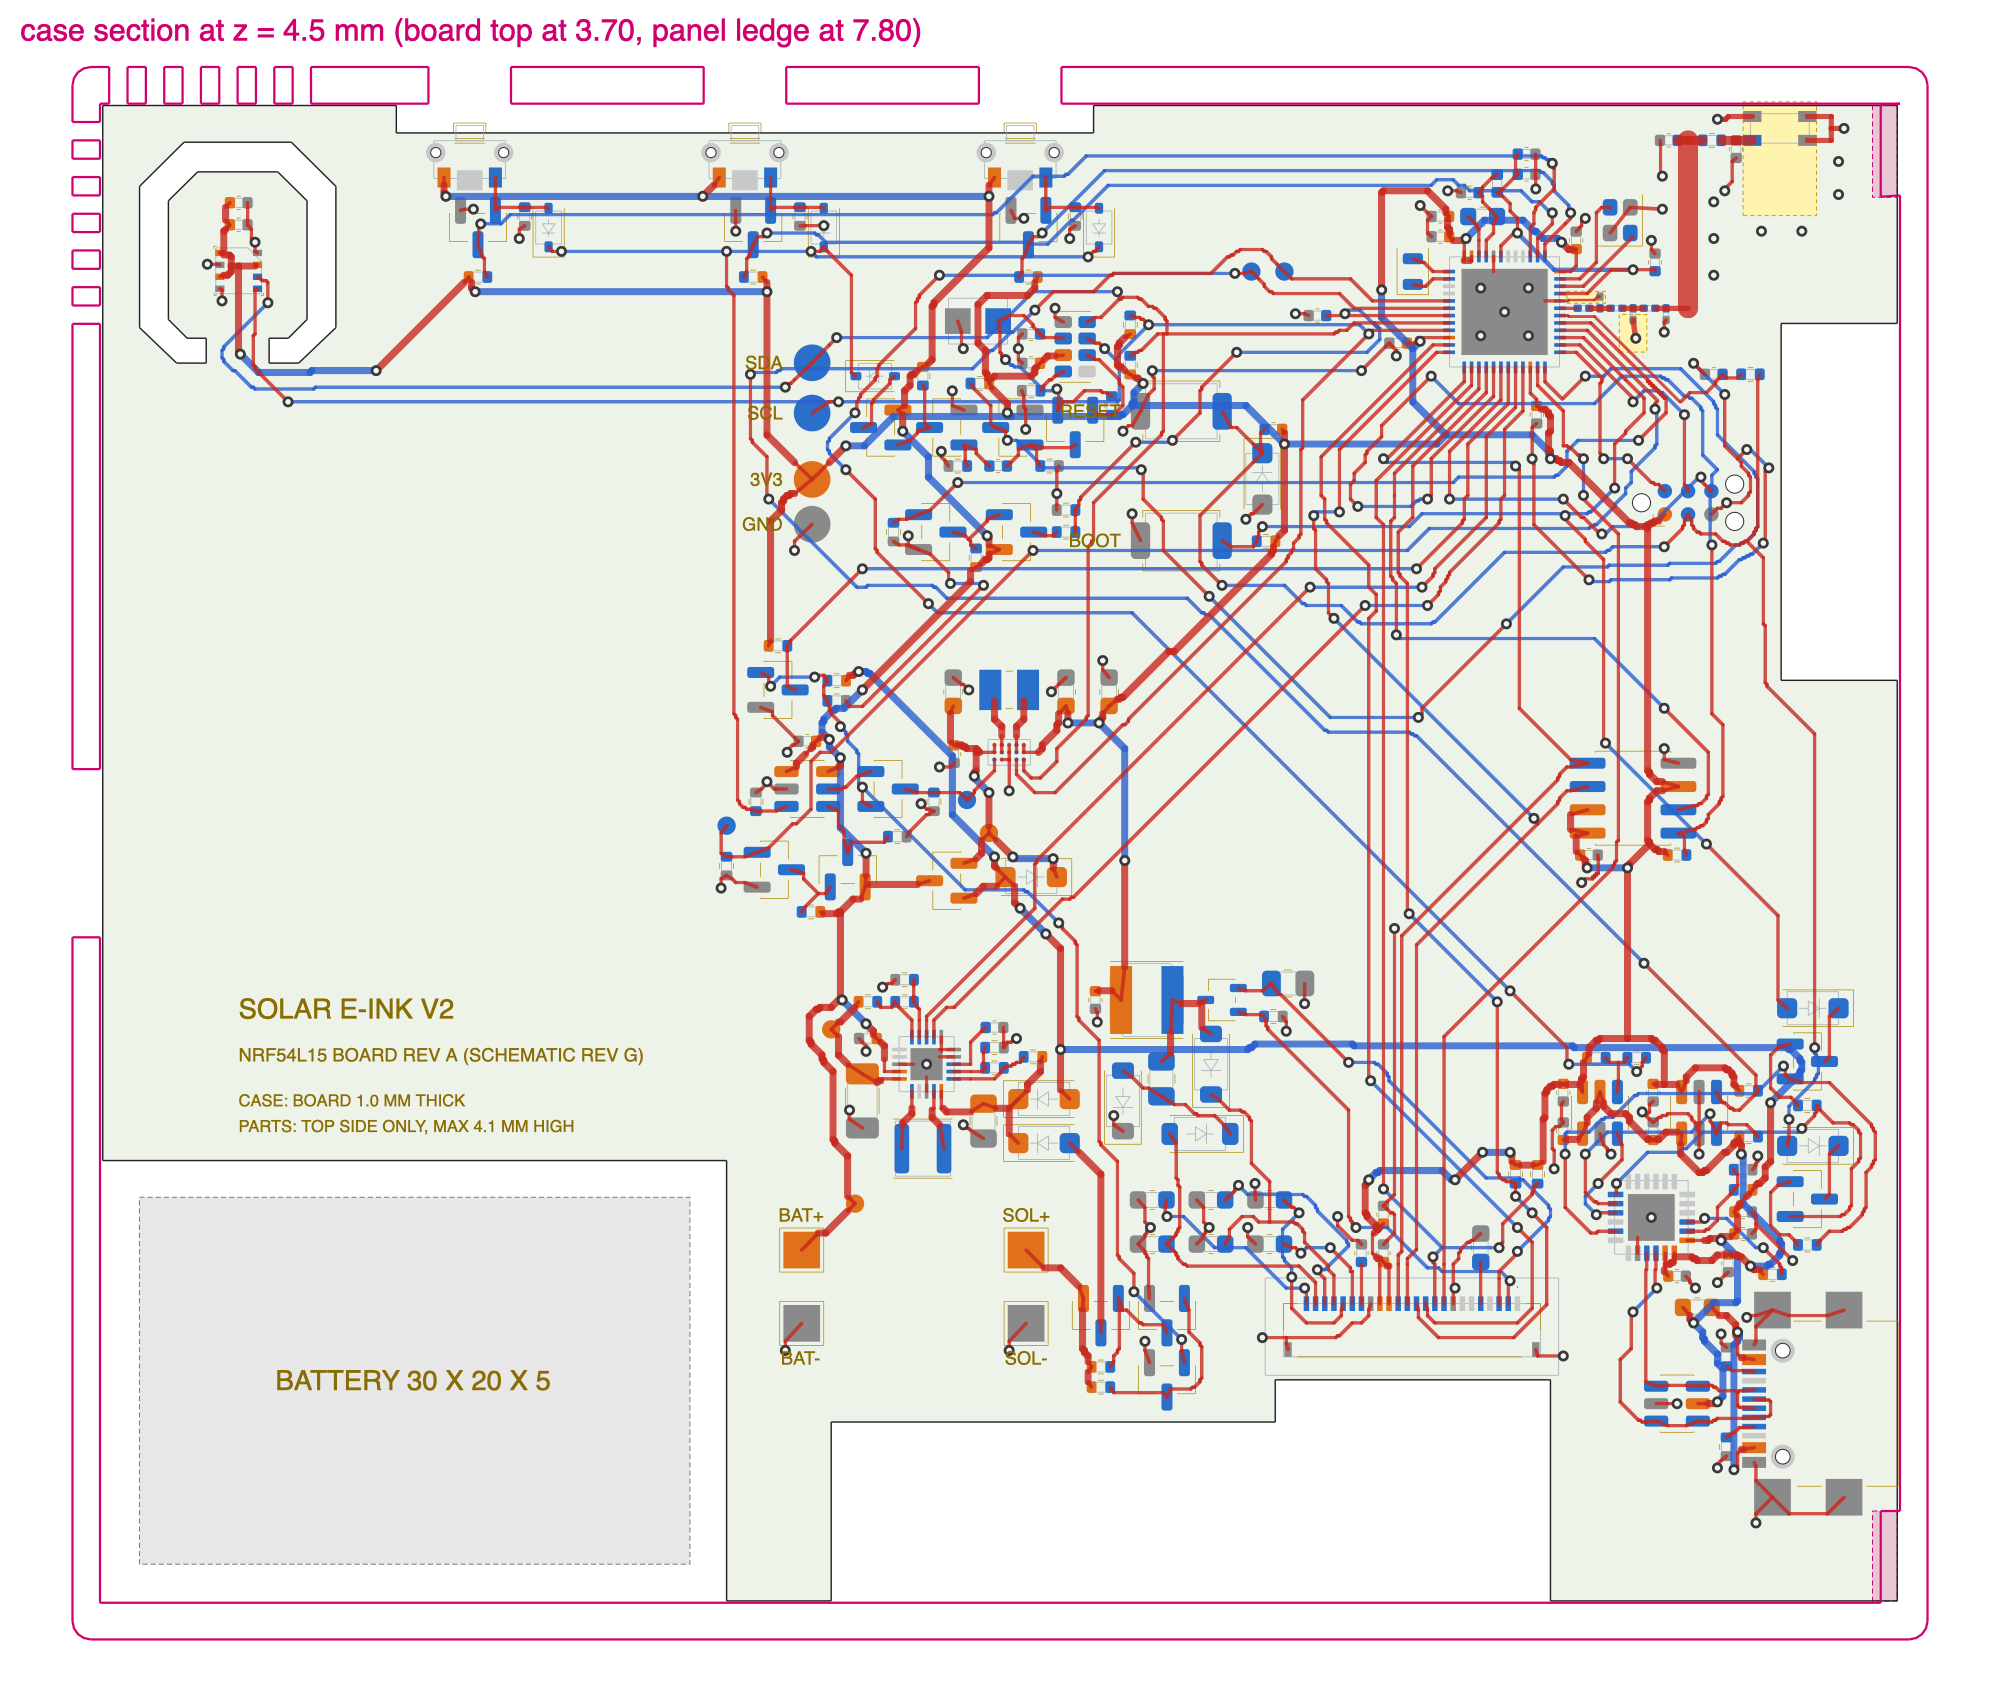 case section at z = 4.5 mm (board top at 3.70, panel ledge at 7.80)
SDA
SCL
RESET
3V3
GND
BOOT
SOLAR E-INK V2
NRF54L15 BOARD REV A (SCHEMATIC REV G)
CASE: BOARD 1.0 MM THICK
PARTS: TOP SIDE ONLY, MAX 4.1 MM HIGH
BAT+
SOL+
BAT-
SOL-
BATTERY 30 X 20 X 5